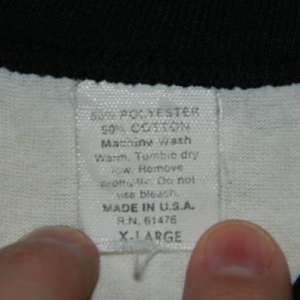 50% POLYESTER
50% COTTON
Machine Wash
Warm. Tumble dry
low. Remove
promptly. Do not
use bleach.
MADE IN U.S.A.
R.N. 61476
X-LARGE